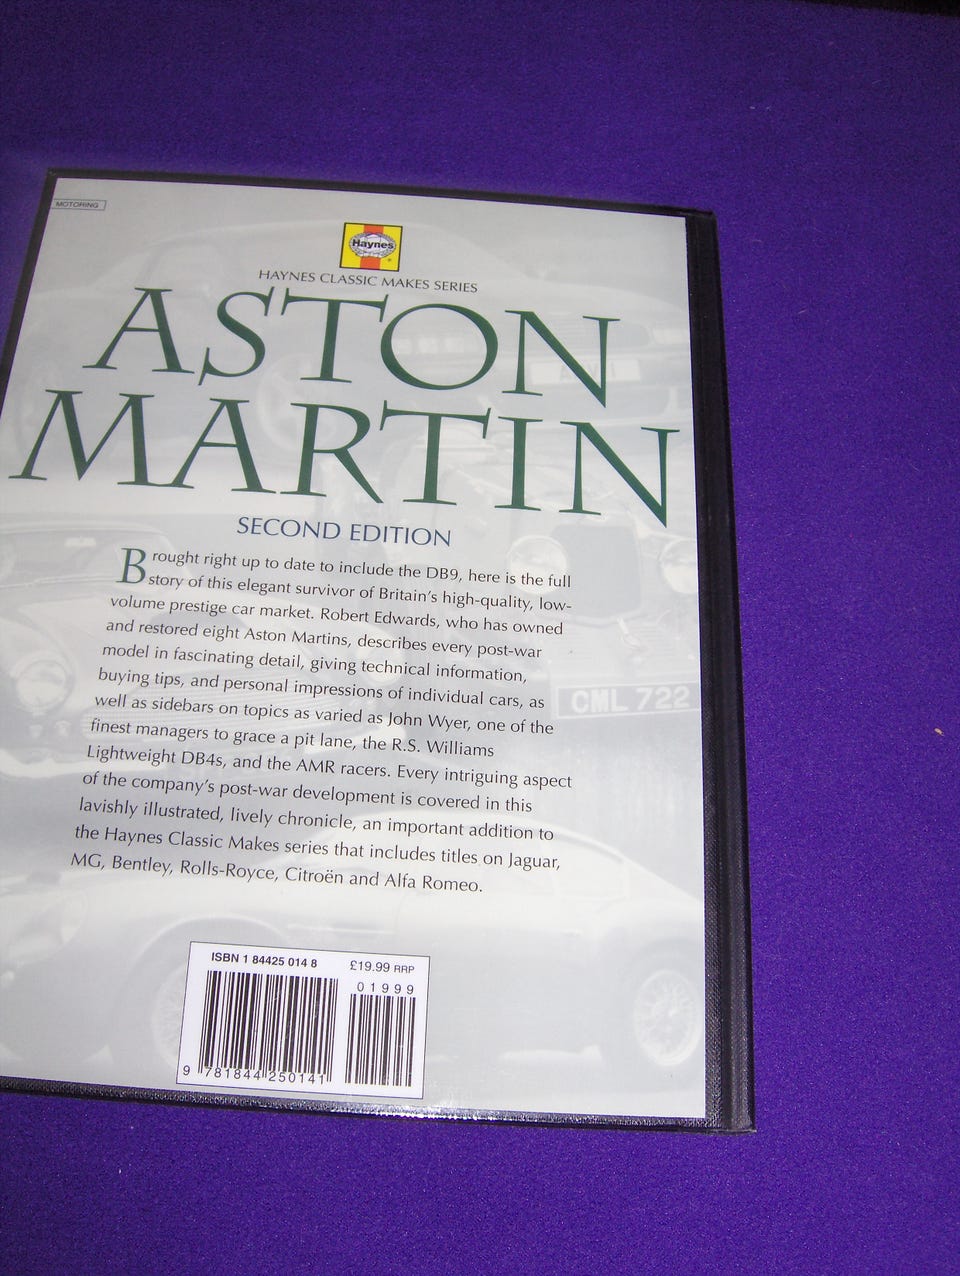 MOTORING
Haynes
HAYNES CLASSIC MAKES SERIES
ASTON
MARTIN
SECOND EDITION
Brought right up to date to include the DB9, here is the full
story of this elegant survivor of Britain's high-quality, low-
volume prestige car market. Robert Edwards, who has owned
and restored eight Aston Martins, describes every post-war
model in fascinating detail, giving technical information,
buying tips, and personal impressions of individual cars, as
well as sidebars on topics as varied as John Wyer, one of the
finest managers to grace a pit lane, the R.S. Williams
Lightweight DB4s, and the AMR racers. Every intriguing aspect
of the company's post-war development is covered in this
lavishly illustrated, lively chronicle, an important addition to
the Haynes Classic Makes series that includes titles on Jaguar,
MG, Bentley, Rolls-Royce, Citroën and Alfa Romeo.
CML 722
ISBN 1 84425 014 8 £19.99 RRP
01999
9 781844 250141